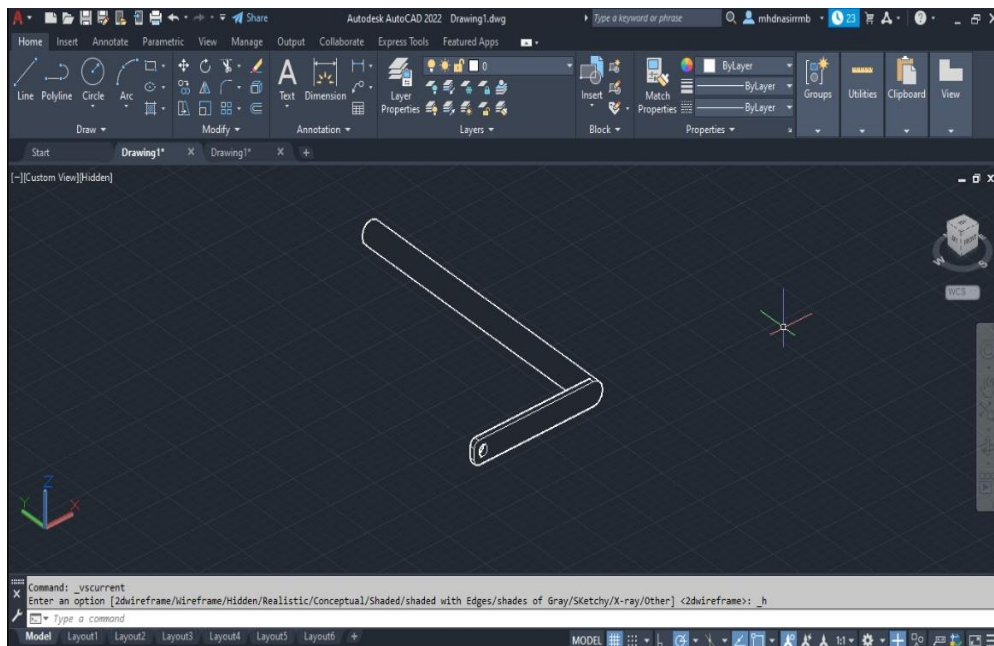 Share
Autodesk AutoCAD 2022 Drawing1.dwg
Type a keyword or phrase
mhdnasirmb
23
Home Insert Annotate Parametric View Manage Output Collaborate Express Tools Featured Apps
Line Polyline Circle Arc
Text Dimension
Layer Properties
0
Insert
Match Properties
ByLayer
ByLayer
ByLayer
Groups Utilities Clipboard View
Draw Modify Annotation Layers Block Properties
Start Drawing1* Drawing1*
[-][Custom View][Hidden]
W S
WCS
Z
Y X
Command: _vscurrent
Enter an option [2dwireframe/Wireframe/Hidden/Realistic/Conceptual/Shaded/shaded with Edges/shades of Gray/SKetchy/X-ray/Other] <2dwireframe>: _h
Type a command
Model Layout1 Layout2 Layout3 Layout4 Layout5 Layout6 +
MODEL 1:1